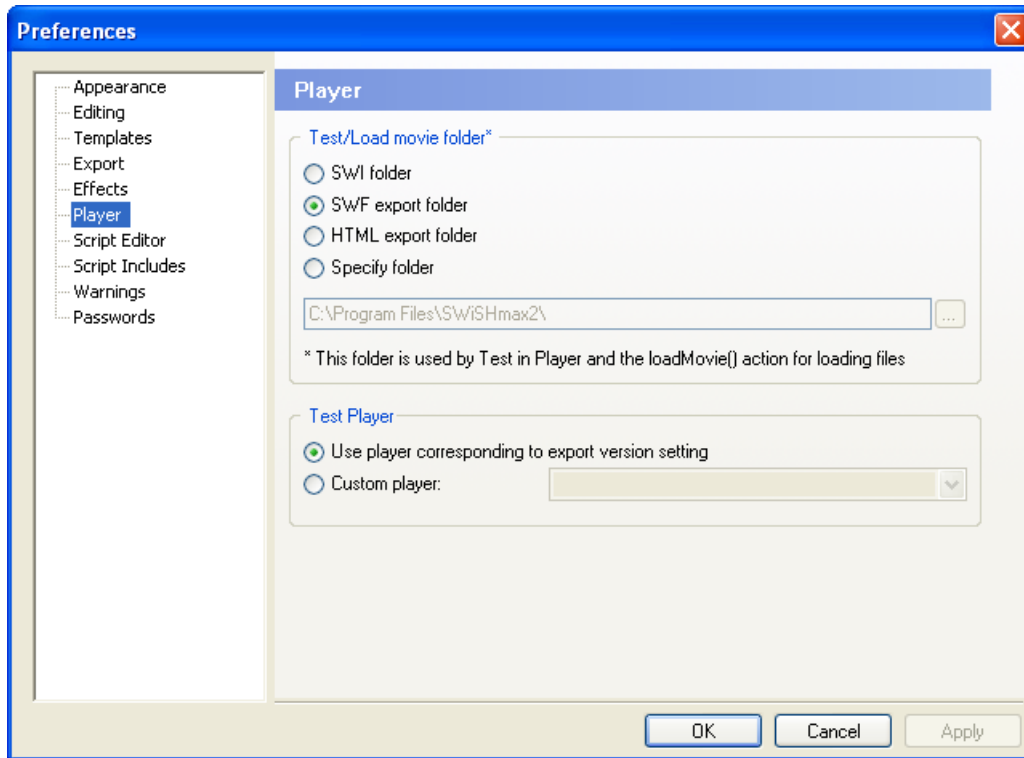 Preferences
Appearance
Editing
Templates
Export
Effects
Player
Script Editor
Script Includes
Warnings
Passwords
Player
Test/Load movie folder*
SWI folder
SWF export folder
HTML export folder
Specify folder
C:\Program Files\SWiSHmax2\
...
* This folder is used by Test in Player and the loadMovie() action for loading files
Test Player
Use player corresponding to export version setting
Custom player:
OK Cancel Apply